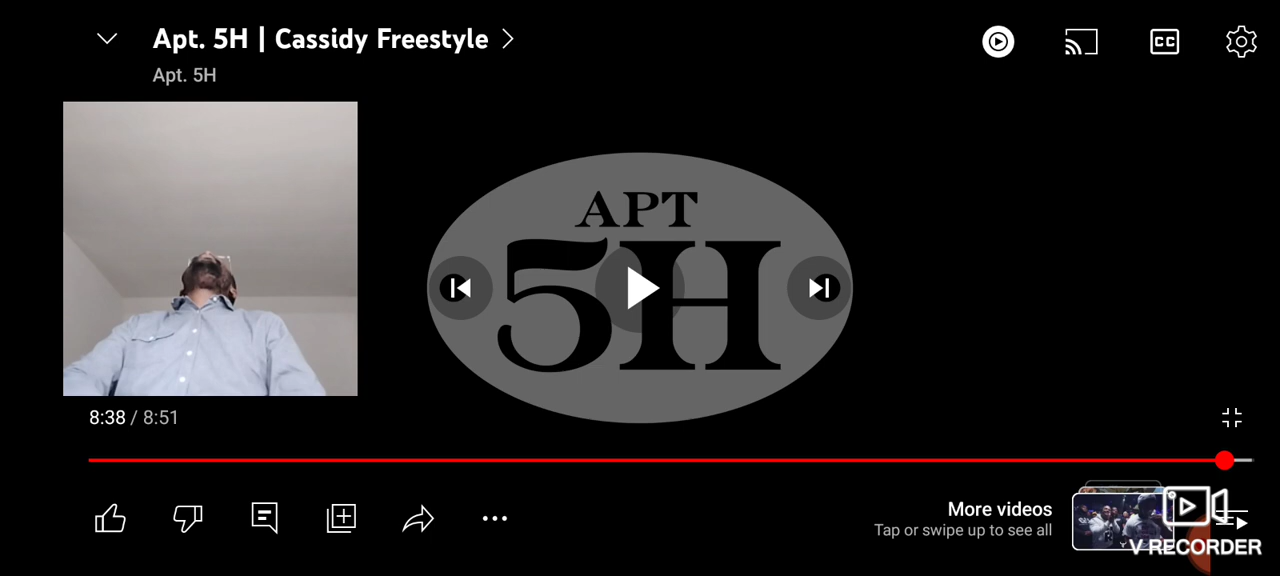 Apt. 5H | Cassidy Freestyle
Apt. 5H
CC
APT
5H
8:38 / 8:51
More videos
Tap or swipe up to see all
V RECORDER